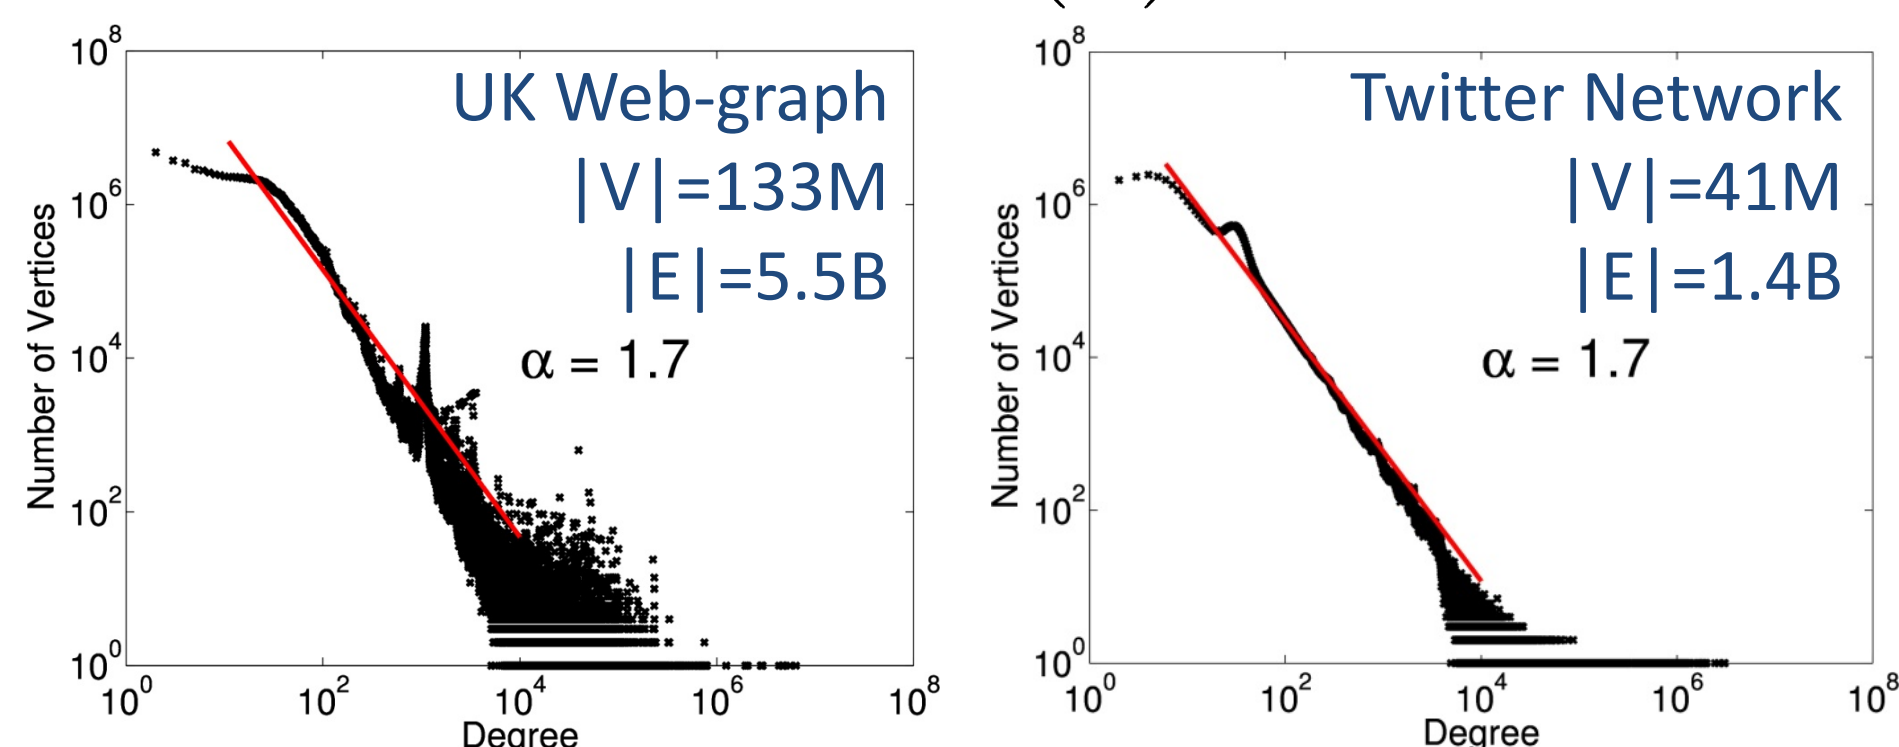 10^8
UK Web-graph
|V|=133M
10^6
|E|=5.5B
10^4
α = 1.7
10^2
10^0
Number of Vertices
10^0 10^2 10^4 10^6 10^8
Degree
10^8
Twitter Network
|V|=41M
10^6
|E|=1.4B
10^4
α = 1.7
10^2
10^0
Number of Vertices
10^0 10^2 10^4 10^6 10^8
Degree